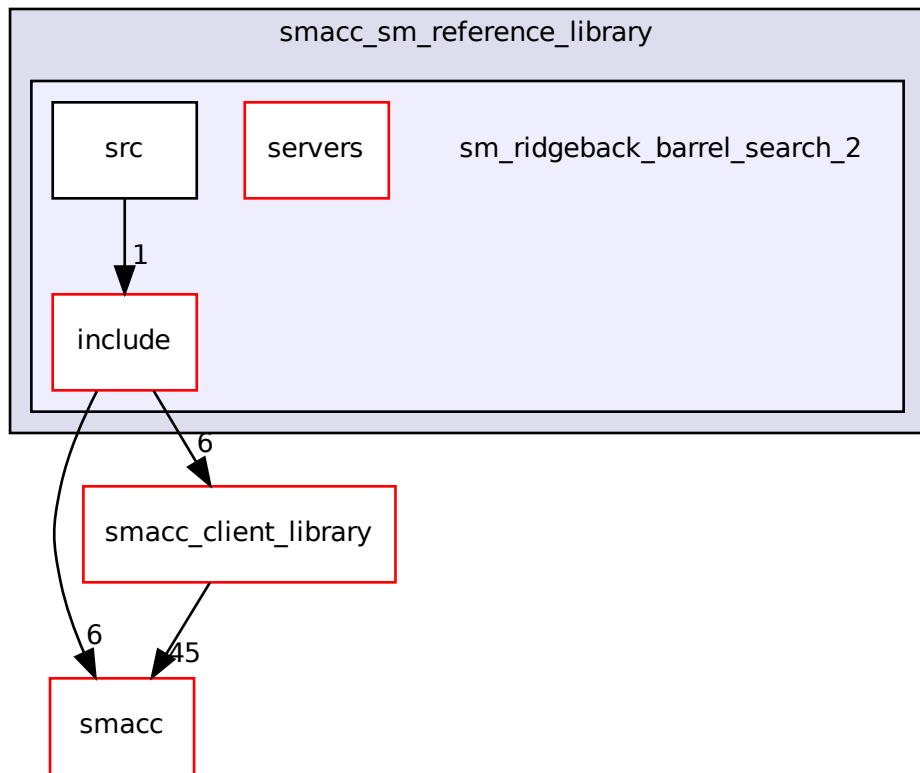 smacc_sm_reference_library
src
servers
sm_ridgeback_barrel_search_2
1
include
6
smacc_client_library
6
45
smacc